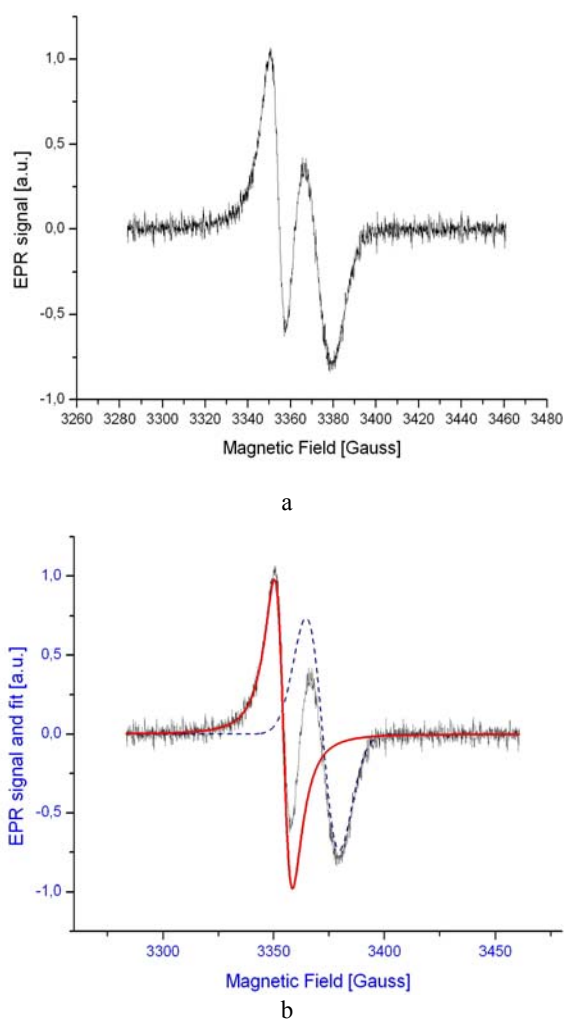 1,0
0,5
0,0
-0,5
-1,0
EPR signal [a.u.]
3260 3280 3300 3320 3340 3360 3380 3400 3420 3440 3460 3480
Magnetic Field [Gauss]
a
1,0
0,5
0,0
-0,5
-1,0
EPR signal and fit [a.u.]
3300 3350 3400 3450
Magnetic Field [Gauss]
b